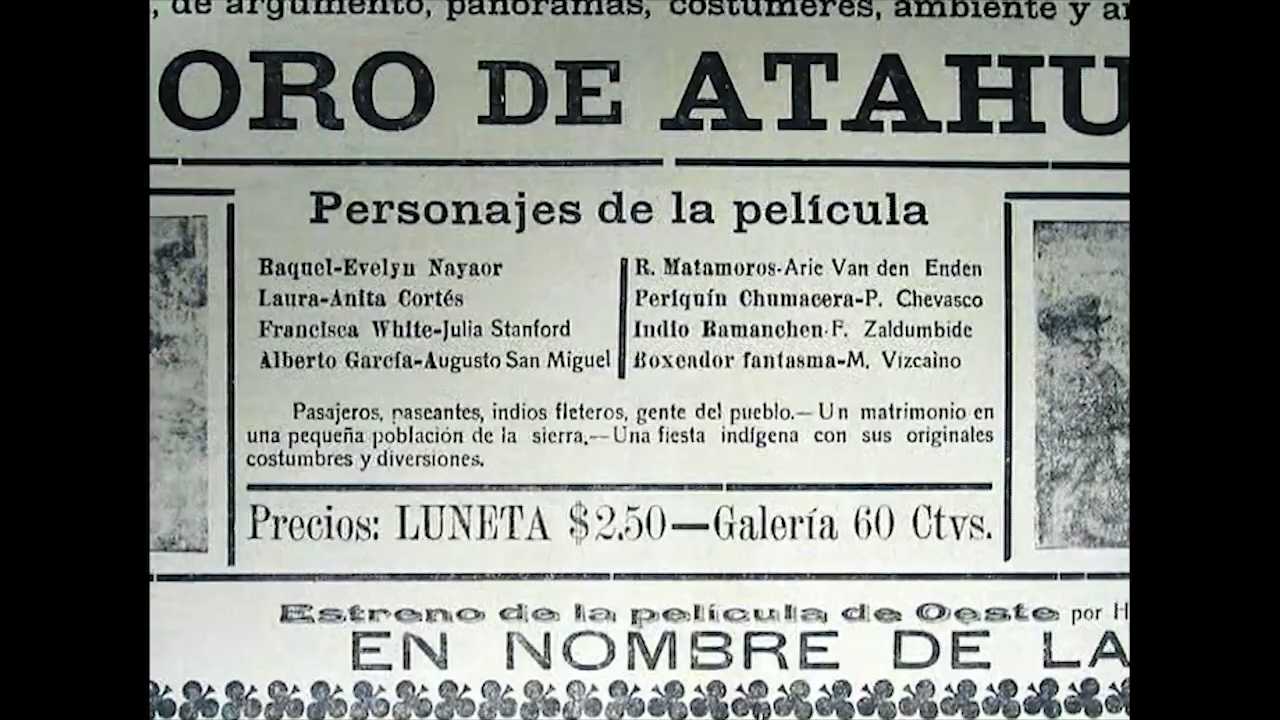 , de argumento, panoramas, costumeres, ambiente y
ORO DE ATAHU
Personajes de la película
Raquel-Evelyn Nayaor
Laura-Anita Cortés
Francisca White-Julia Stanford
Alberto García-Augusto San Miguel
R. Matamoros-Arie Van den Enden
Periquín Chumacera-P. Chevasco
Indio Ramanchen-F. Zaldumbide
Boxeador fantasma-M. Vizcaino
Pasajeros, paseantes, indios fleteros, gente del pueblo.—Un matrimonio en
una pequeña población de la sierra.—Una fiesta indígena con sus originales
costumbres y diversiones.
Precios: LUNETA $2.50—Galería 60 Ctvs.
Estreno de la película de Oeste por H
EN NOMBRE DE LA